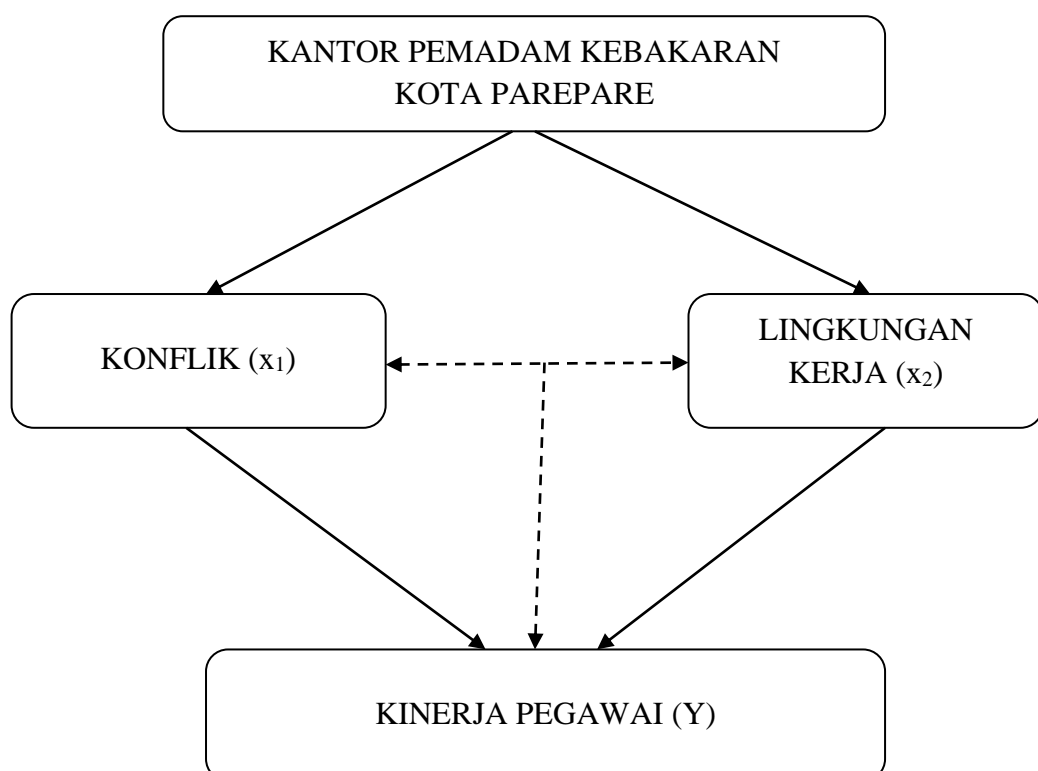 KANTOR PEMADAM KEBAKARAN
KOTA PAREPARE
KONFLIK (x₁)
LINGKUNGAN
KERJA (x₂)
KINERJA PEGAWAI (Y)